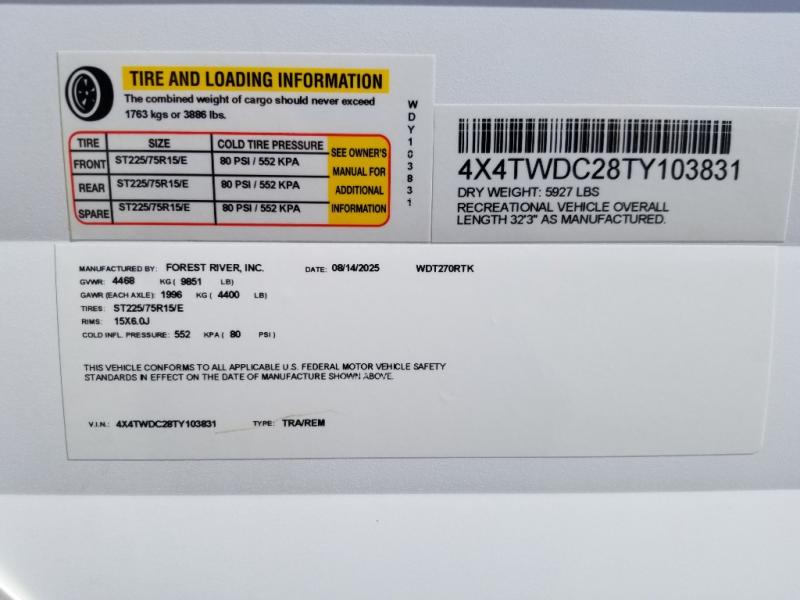 TIRE AND LOADING INFORMATION
The combined weight of cargo should never exceed
1763 kgs or 3886 lbs.
TIRE SIZE COLD TIRE PRESSURE SEE OWNER'S MANUAL FOR ADDITIONAL INFORMATION
FRONT ST225/75R15/E 80 PSI / 552 KPA
REAR ST225/75R15/E 80 PSI / 552 KPA
SPARE ST225/75R15/E 80 PSI / 552 KPA
WDY103831
4X4TWDC28TY103831
DRY WEIGHT: 5927 LBS
RECREATIONAL VEHICLE OVERALL
LENGTH 32'3" AS MANUFACTURED.
MANUFACTURED BY: FOREST RIVER, INC. DATE: 08/14/2025 WDT270RTK
GVWR: 4468 KG ( 9851 LB)
GAWR (EACH AXLE): 1996 KG ( 4400 LB)
TIRES: ST225/75R15/E
RIMS: 15X6.0J
COLD INFL. PRESSURE: 552 KPA ( 80 PSI )
THIS VEHICLE CONFORMS TO ALL APPLICABLE U.S. FEDERAL MOTOR VEHICLE SAFETY
STANDARDS IN EFFECT ON THE DATE OF MANUFACTURE SHOWN ABOVE.
V.I.N.: 4X4TWDC28TY103831 TYPE: TRA/REM